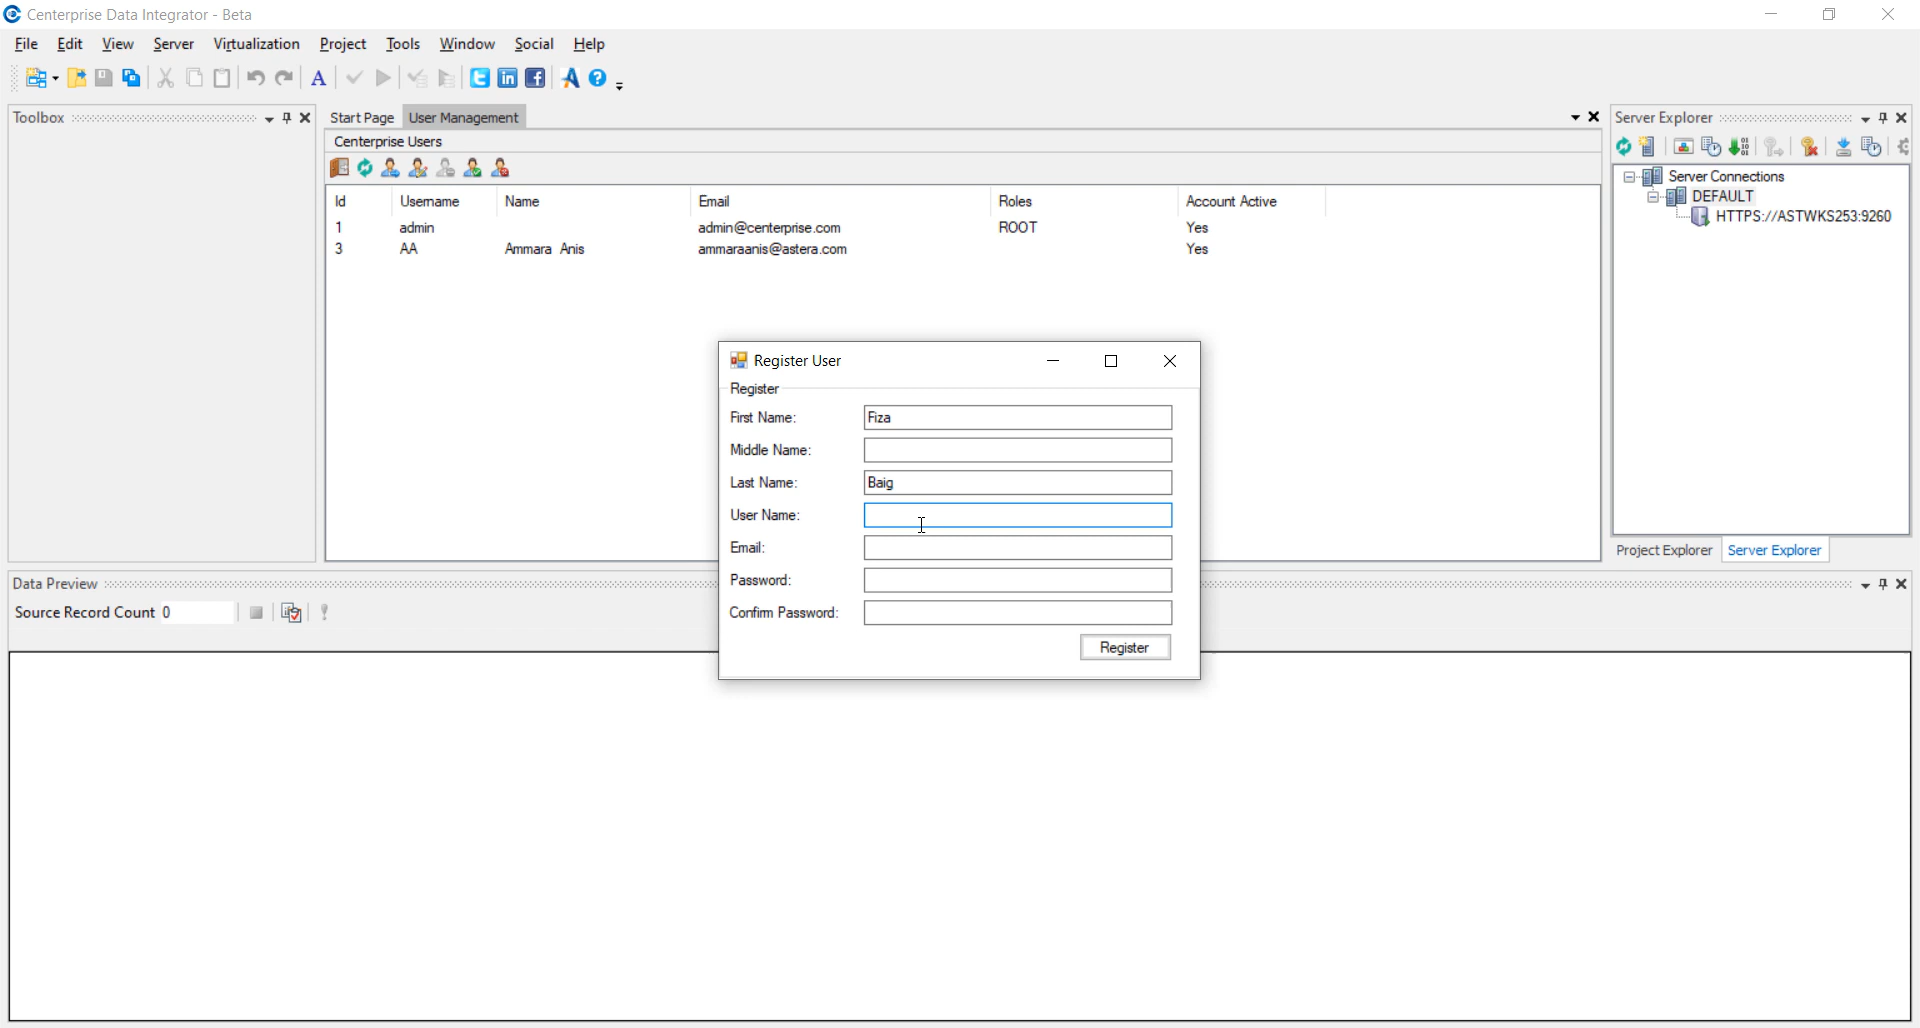 Centerprise Data Integrator - Beta
File Edit View Server Virtualization Project Tools Window Social Help
Toolbox
Start Page User Management
Server Explorer
Centerprise Users
Id Username Name Email Roles Account Active
1 admin admin@centerprise.com ROOT Yes
3 AA Ammara Anis ammaraanis@astera.com Yes
Server Connections
DEFAULT
HTTPS://ASTWKS253:9260
Register User
Register
First Name: Fiza
Middle Name:
Last Name: Baig
User Name:
Email:
Password:
Confirm Password:
Register
Project Explorer Server Explorer
Data Preview
Source Record Count 0